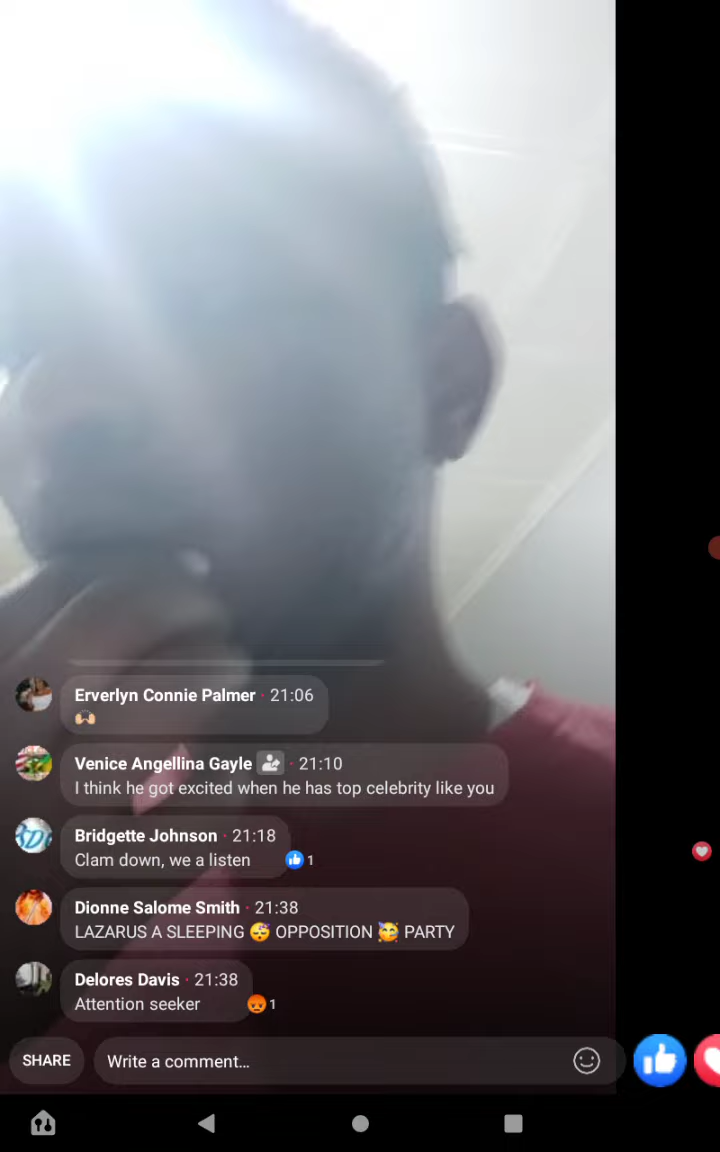 Erverlyn Connie Palmer · 21:06
🙌🏼
Venice Angellina Gayle · 21:10
I think he got excited when he has top celebrity like you
Bridgette Johnson · 21:18
Clam down, we a listen
1
Dionne Salome Smith · 21:38
LAZARUS A SLEEPING 😴 OPPOSITION 🥳 PARTY
Delores Davis · 21:38
Attention seeker
1
SHARE
Write a comment...